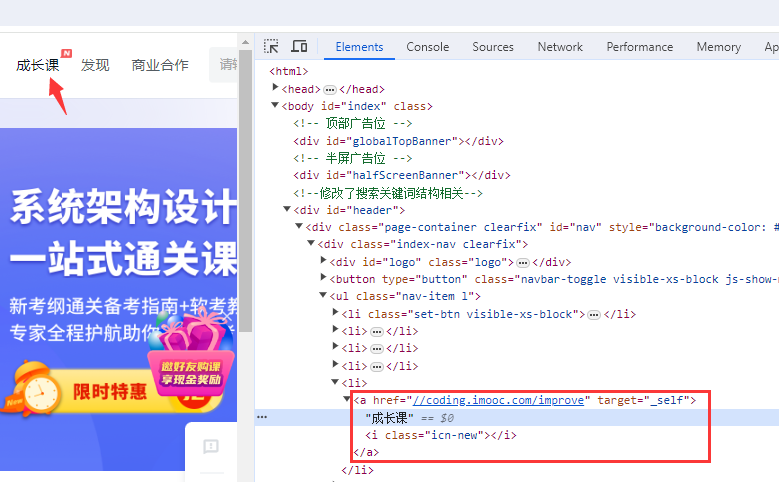 成长课
N
发现
商业合作
Elements
Console
Sources
Network
Performance
Memory
<html>
<head> … </head>
<body id="index" class>
<!-- 顶部广告位 -->
<div id="globalTopBanner"></div>
<!-- 半屏广告位 -->
<div id="halfScreenBanner"></div>
<!--修改了搜索关键词结构相关-->
<div id="header">
<div class="page-container clearfix" id="nav" style="background-color: #
<div class="index-nav clearfix">
<div id="logo" class="logo"> … </div>
<button type="button" class="navbar-toggle visible-xs-block js-show-
<ul class="nav-item l">
<li class="set-btn visible-xs-block"> … </li>
<li> … </li>
<li> … </li>
<li> … </li>
<li>
<a href="//coding.imooc.com/improve" target="_self">
"成长课" == $0
<i class="icn-new"></i>
</a>
</li>
系统架构设计
一站式通关课
新考纲通关备考指南+软考教
专家全程护航助你
邀好友购课
享现金奖励
限时特惠